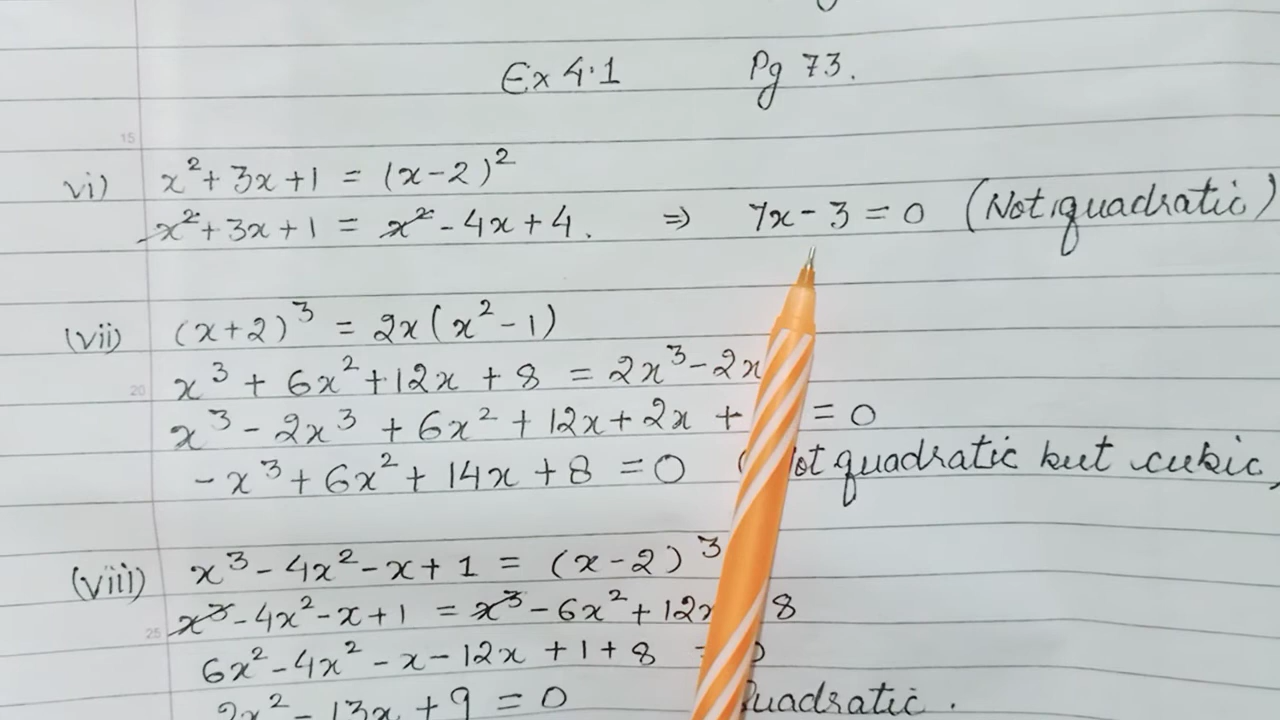 Ex 4.1 Pg 73.
15
vi) x² + 3x + 1 = (x-2)²
x² + 3x + 1 = x² - 4x + 4. ⇒ 7x - 3 = 0 (Not quadratic)
(vii) (x+2)³ = 2x(x² - 1)
20
x³ + 6x² + 12x + 8 = 2x³ - 2x
x³ - 2x³ + 6x² + 12x + 2x + = 0
- x³ + 6x² + 14x + 8 = 0 quadratic but cubic,
(viii) x³ - 4x² - x + 1 = (x-2)³
25
x³ - 4x² - x + 1 = x³ - 6x² + 12x 8
6x² - 4x² - x - 12x + 1 + 8
2x² - 13x + 9 = 0 Quadratic.